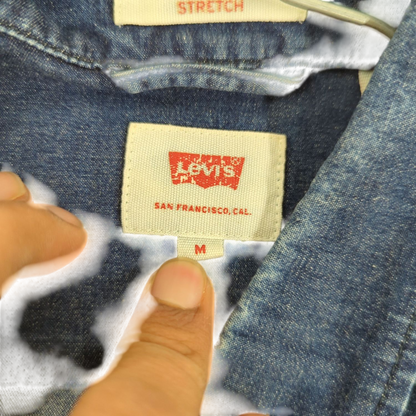 STRETCH
Levi's
SAN FRANCISCO, CAL.
M